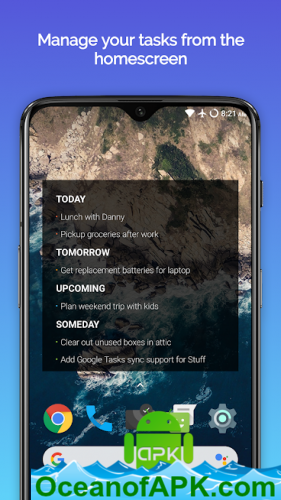 Manage your tasks from the
homescreen
8:21
TODAY
· Lunch with Danny
· Pickup groceries after work
TOMORROW
· Get replacement batteries for laptop
UPCOMING
· Plan weekend trip with kids
SOMEDAY
· Clear out unused boxes in attic
· Add Google Tasks sync support for Stuff
G
APK
OceanofAPK.com